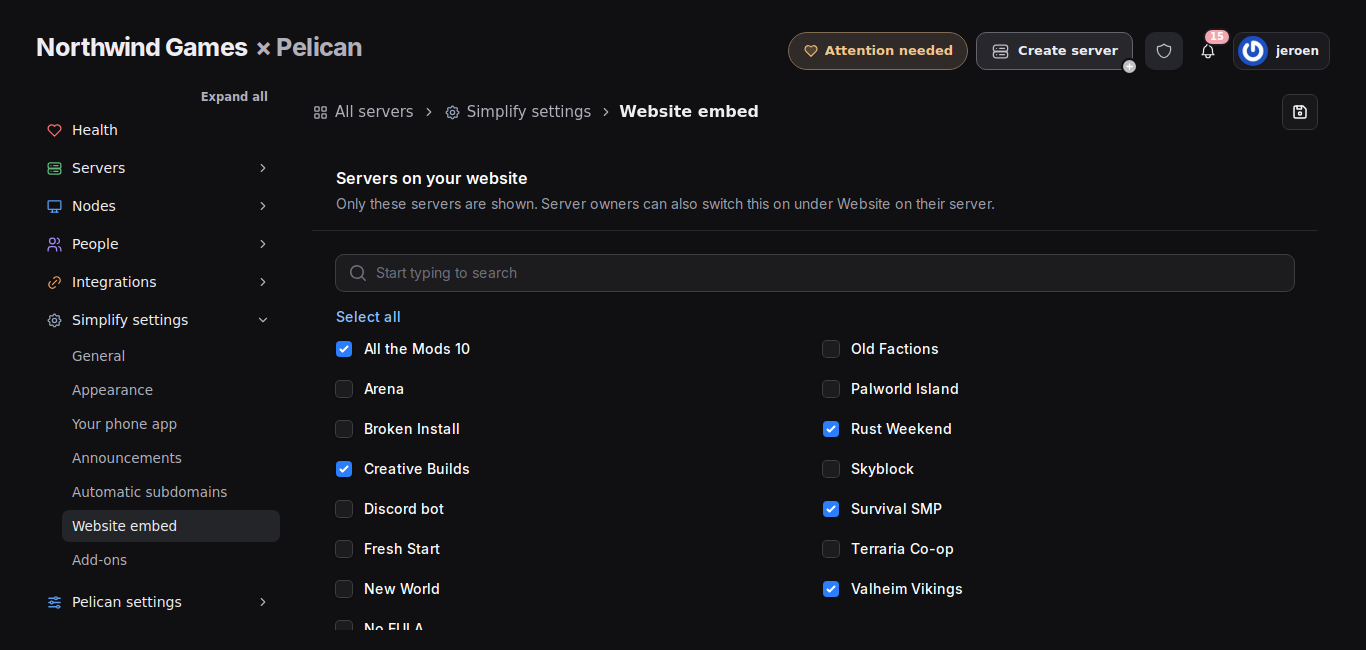 Northwind Games × Pelican
Attention needed
Create server
15
jeroen
Expand all
Health
Servers
Nodes
People
Integrations
Simplify settings
General
Appearance
Your phone app
Announcements
Automatic subdomains
Website embed
Add-ons
Pelican settings
All servers > Simplify settings > Website embed
Servers on your website
Only these servers are shown. Server owners can also switch this on under Website on their server.
Start typing to search
Select all
All the Mods 10
Arena
Broken Install
Creative Builds
Discord bot
Fresh Start
New World
No EULA
Old Factions
Palworld Island
Rust Weekend
Skyblock
Survival SMP
Terraria Co-op
Valheim Vikings